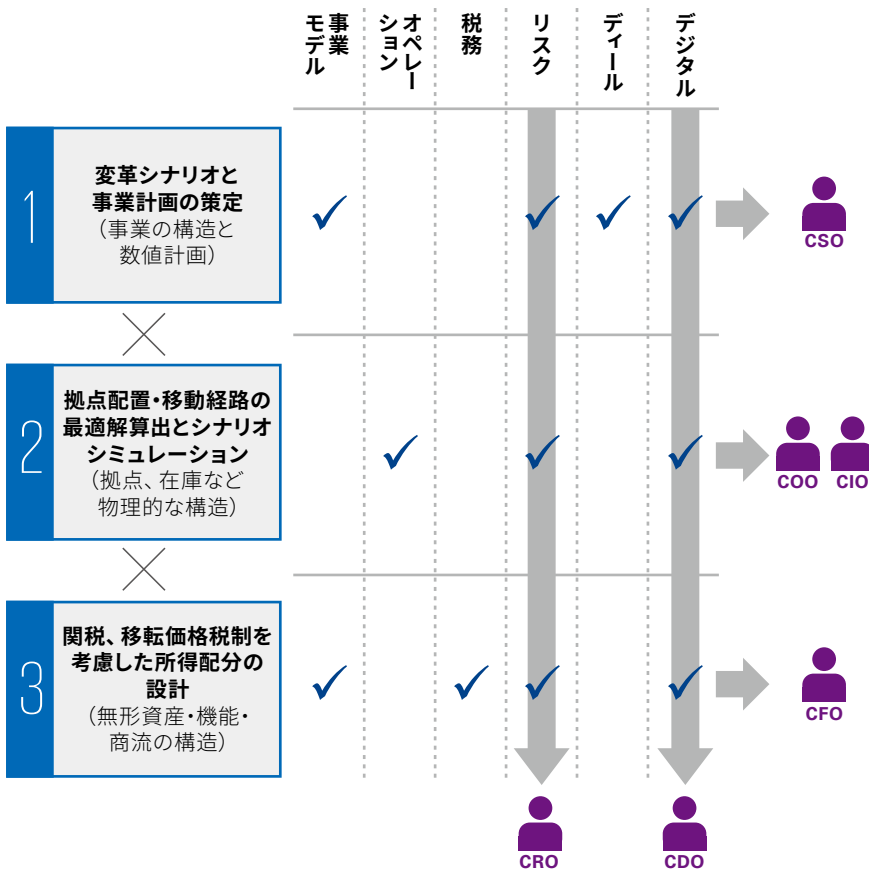 事業
モデル
オペレー
ション
税務
リスク
ディール
デジタル
1
変革シナリオと
事業計画の策定
（事業の構造と
数値計画）
CSO
2
拠点配置・移動経路の
最適解算出とシナリオ
シミュレーション
（拠点、在庫など
物理的な構造）
COO CIO
3
関税、移転価格税制を
考慮した所得配分の
設計
（無形資産・機能・
商流の構造）
CFO
CRO
CDO